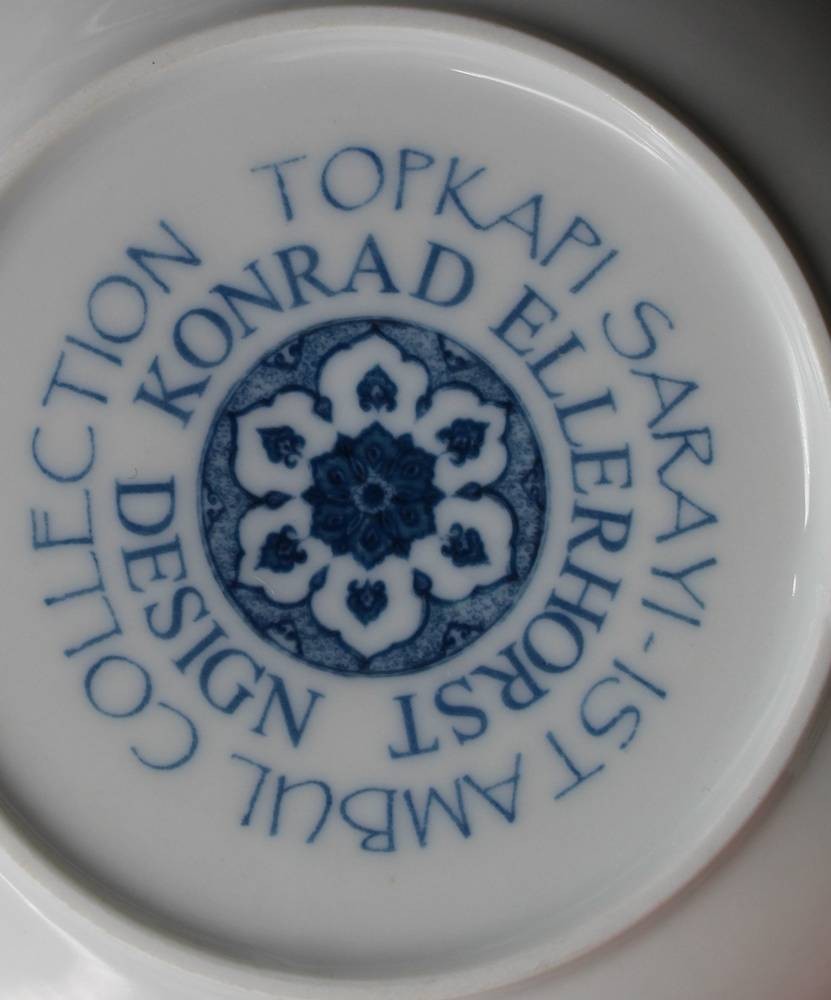 TOPKAPI SARAYI-ISTAMBUL COLLECTION
KONRAD ELLERHORST DESIGN